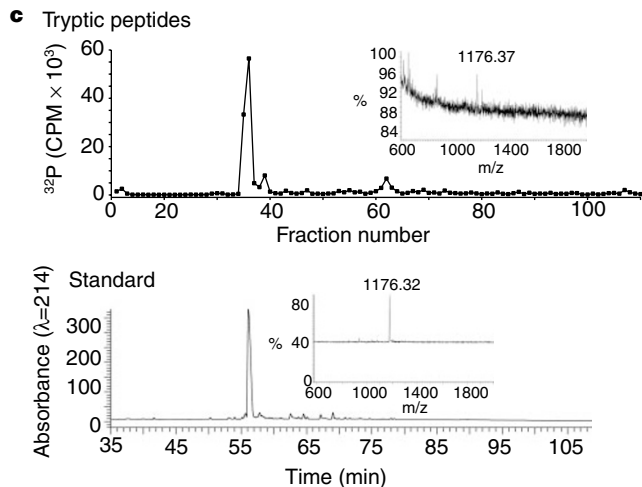 c Tryptic peptides
60
40
20
0
³²P (CPM × 10³)
0 20 40 60 80 100
Fraction number
1176.37
100
96
92
88
84
%
600 1000 1400 1800
m/z
Standard
300
200
100
0
Absorbance (λ=214)
35 45 55 65 75 85 95 105
Time (min)
1176.32
80
40
0
%
600 1000 1400 1800
m/z